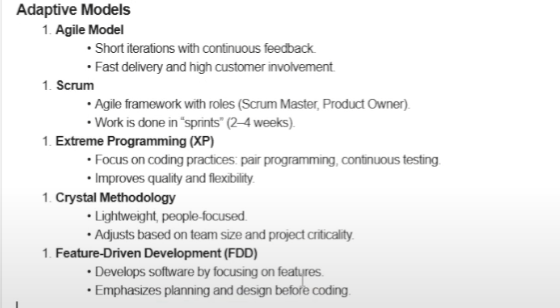 Adaptive Models
1. Agile Model
• Short iterations with continuous feedback.
• Fast delivery and high customer involvement.
1. Scrum
• Agile framework with roles (Scrum Master, Product Owner).
• Work is done in “sprints” (2–4 weeks).
1. Extreme Programming (XP)
• Focus on coding practices: pair programming, continuous testing.
• Improves quality and flexibility.
1. Crystal Methodology
• Lightweight, people-focused.
• Adjusts based on team size and project criticality.
1. Feature-Driven Development (FDD)
• Develops software by focusing on features.
• Emphasizes planning and design before coding.